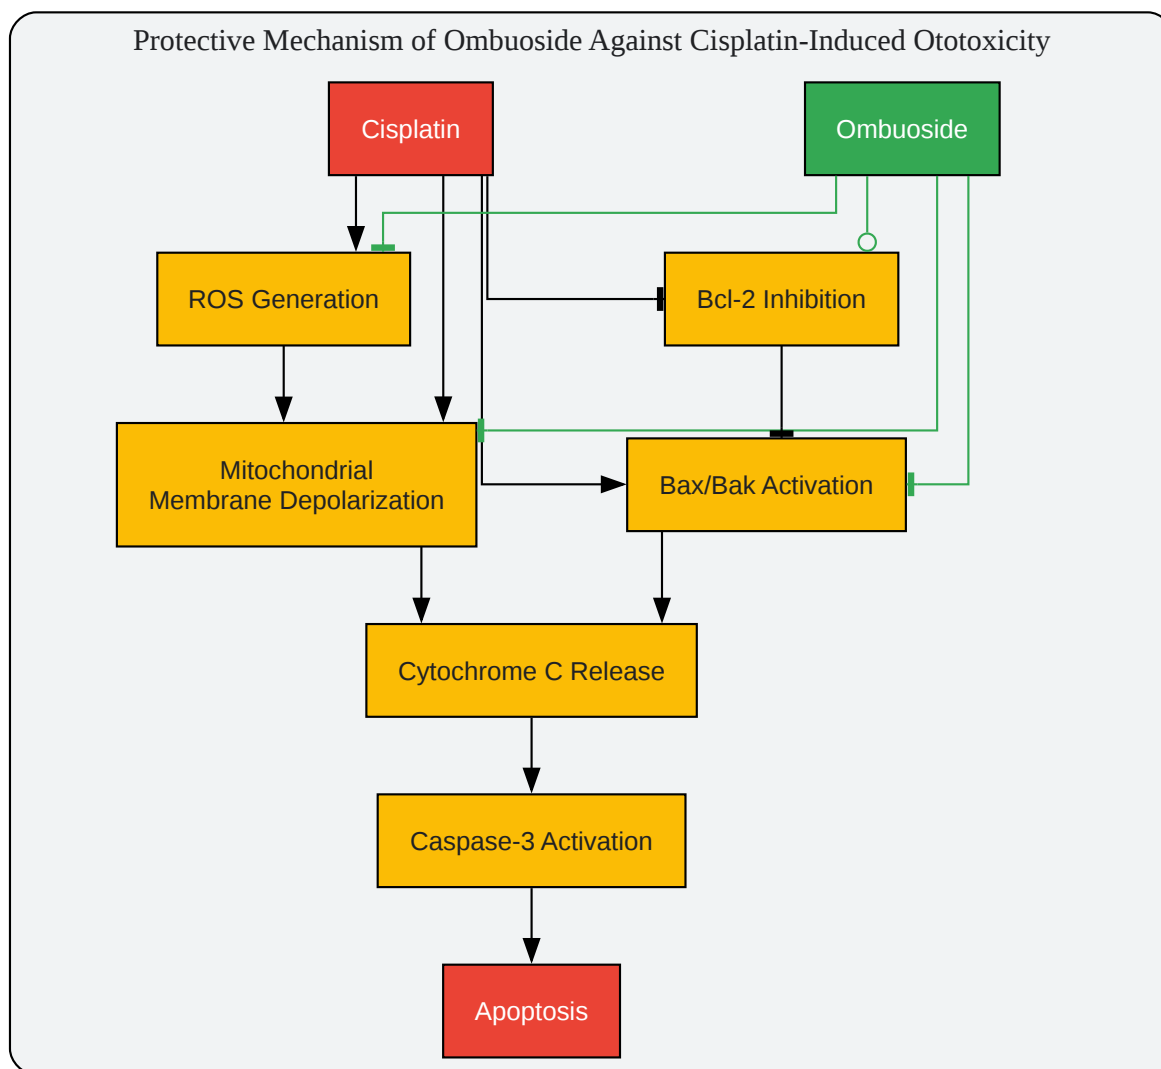 Protective Mechanism of Ombuoside Against Cisplatin-Induced Ototoxicity
Cisplatin
Ombuoside
ROS Generation
Bcl-2 Inhibition
Mitochondrial
Membrane Depolarization
Bax/Bak Activation
Cytochrome C Release
Caspase-3 Activation
Apoptosis